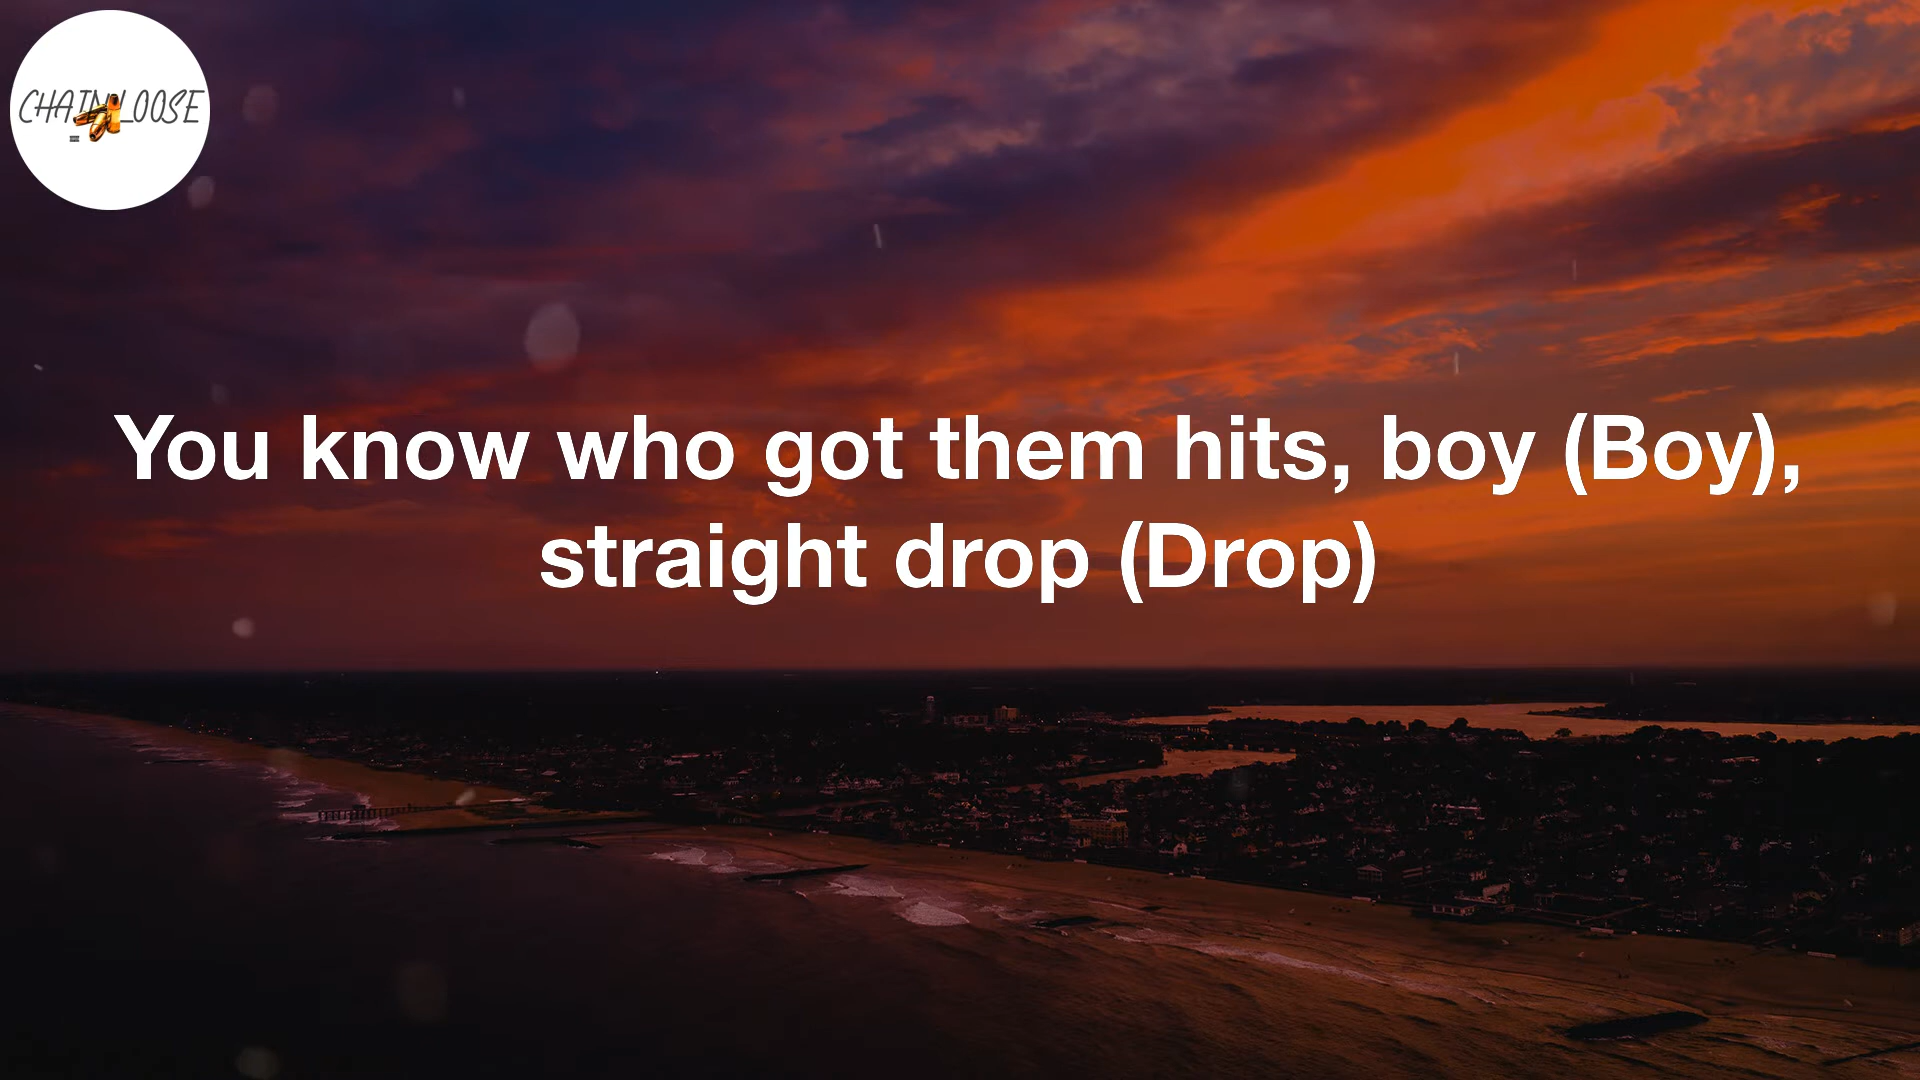 CHAIN LOOSE
You know who got them hits, boy (Boy),
straight drop (Drop)